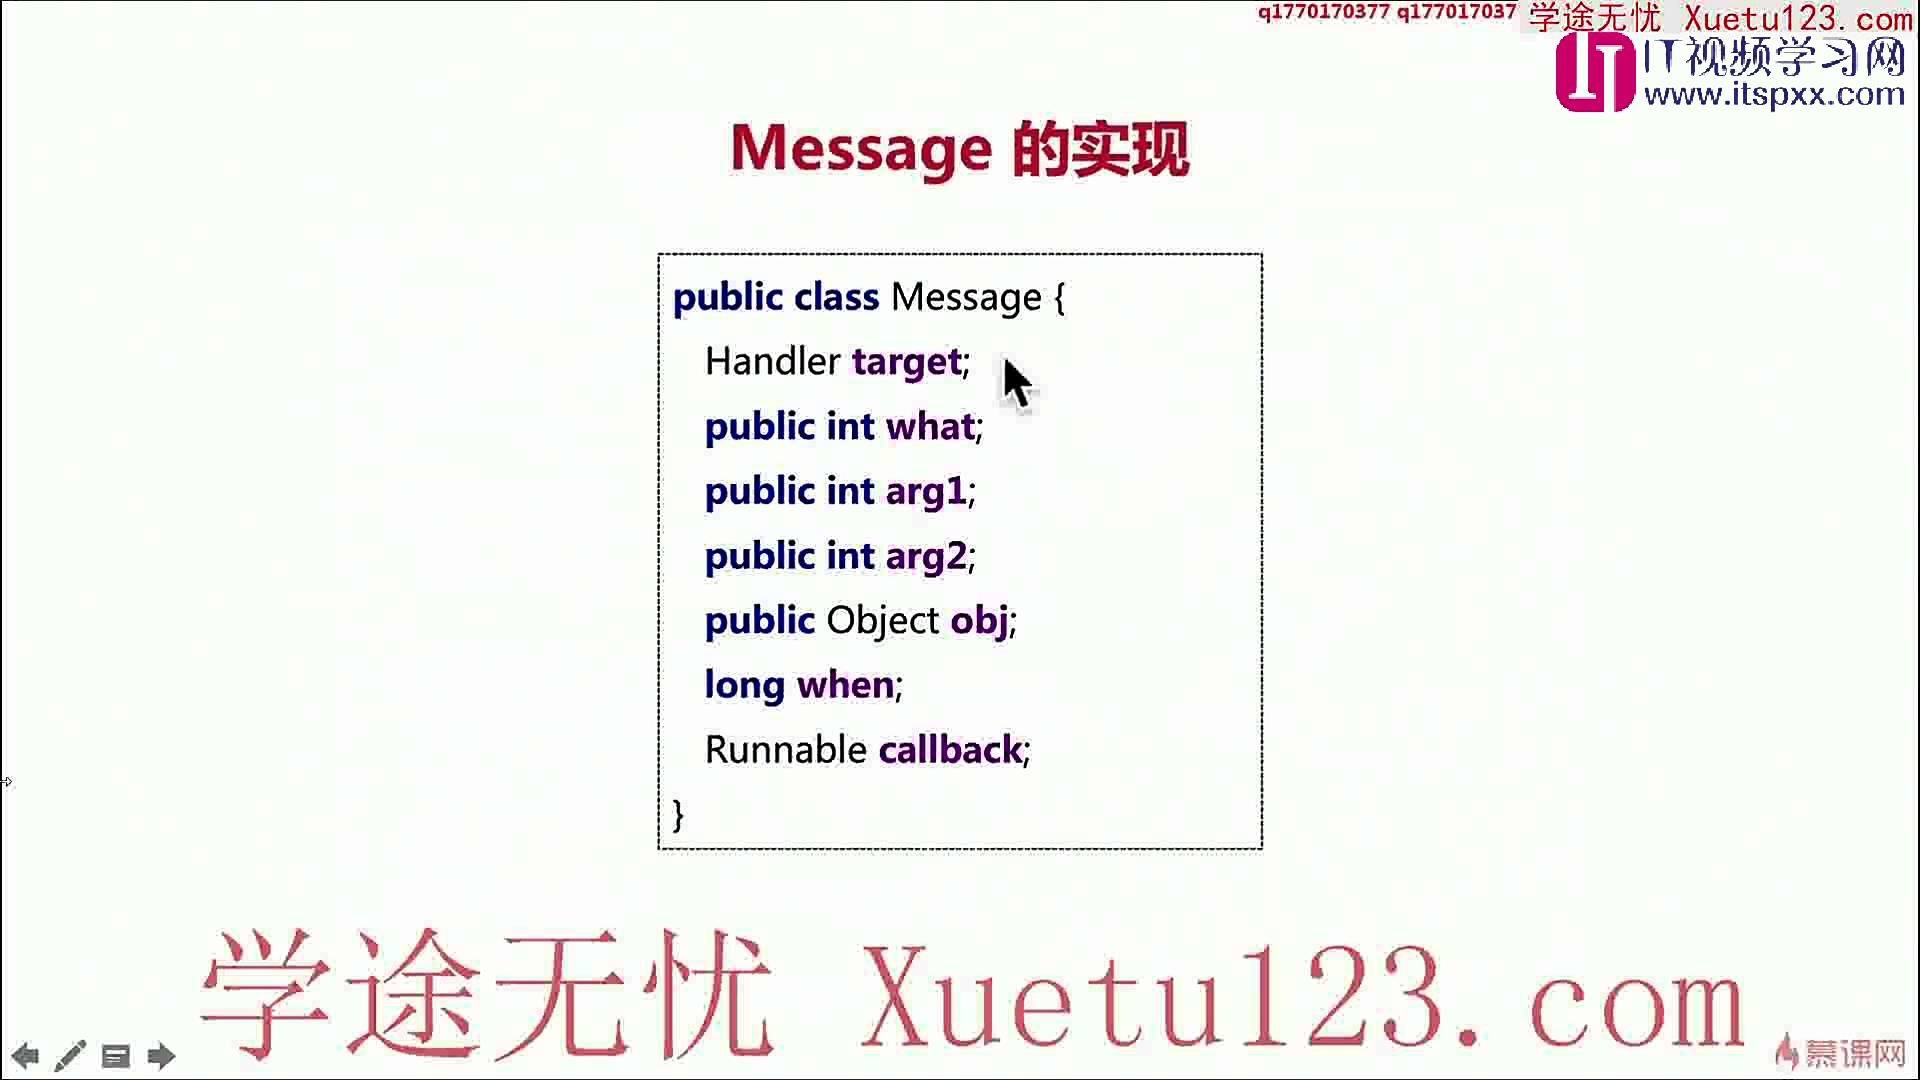 q1770170377 q177017037
学途无忧 Xuetu123.com
IT视频学习网
www.itspxx.com
Message 的实现
public class Message {
Handler target;
public int what;
public int arg1;
public int arg2;
public Object obj;
long when;
Runnable callback;
}
学途无忧 Xuetu123.com
慕课网